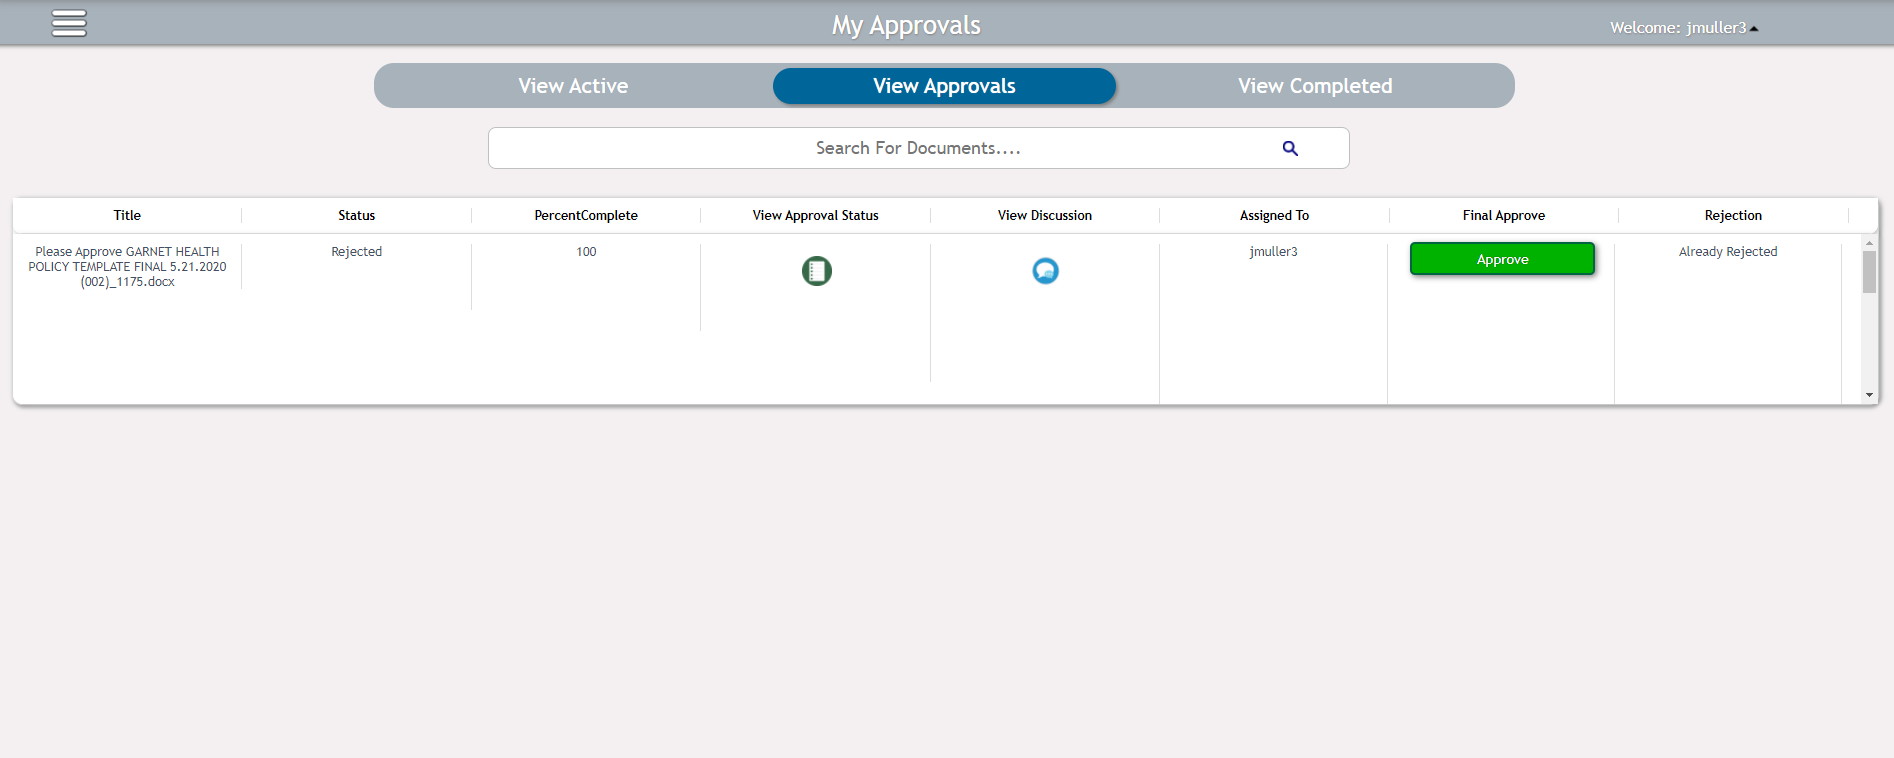 My Approvals
Welcome: jmuller3
View Active
View Approvals
View Completed
Search For Documents....
Title
Status
PercentComplete
View Approval Status
View Discussion
Assigned To
Final Approve
Rejection
Please Approve GARNET HEALTH
POLICY TEMPLATE FINAL 5.21.2020
(002)_1175.docx
Rejected
100
jmuller3
Approve
Already Rejected